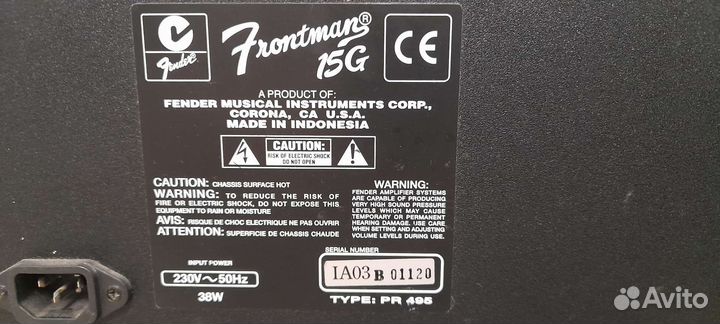 Fender
Frontman®
15G
CE
A PRODUCT OF:
FENDER MUSICAL INSTRUMENTS CORP.,
CORONA, CA U.S.A.
MADE IN INDONESIA
CAUTION:
RISK OF ELECTRIC SHOCK
DO NOT OPEN
CAUTION: CHASSIS SURFACE HOT
WARNING: TO REDUCE THE RISK OF
FIRE OR ELECTRIC SHOCK, DO NOT EXPOSE THIS
EQUIPMENT TO RAIN OR MOISTURE
AVIS: RISQUE DE CHOC ELECTRIQUE NE PAS OUVRIR
ATTENTION: SUPERFICIE DE CHASSIS CHAUDE
WARNING:
FENDER AMPLIFIER SYSTEMS
ARE CAPABLE OF PRODUCING
VERY HIGH SOUND PRESSURE
LEVELS WHICH MAY CAUSE
TEMPORARY OR PERMANENT
HEARING DAMAGE. USE CARE
WHEN SETTING AND ADJUSTING
VOLUME LEVELS DURING USE.
INPUT POWER
230V～50Hz
38W
SERIAL NUMBER
IA03 B 01120
TYPE: PR 495
Avito